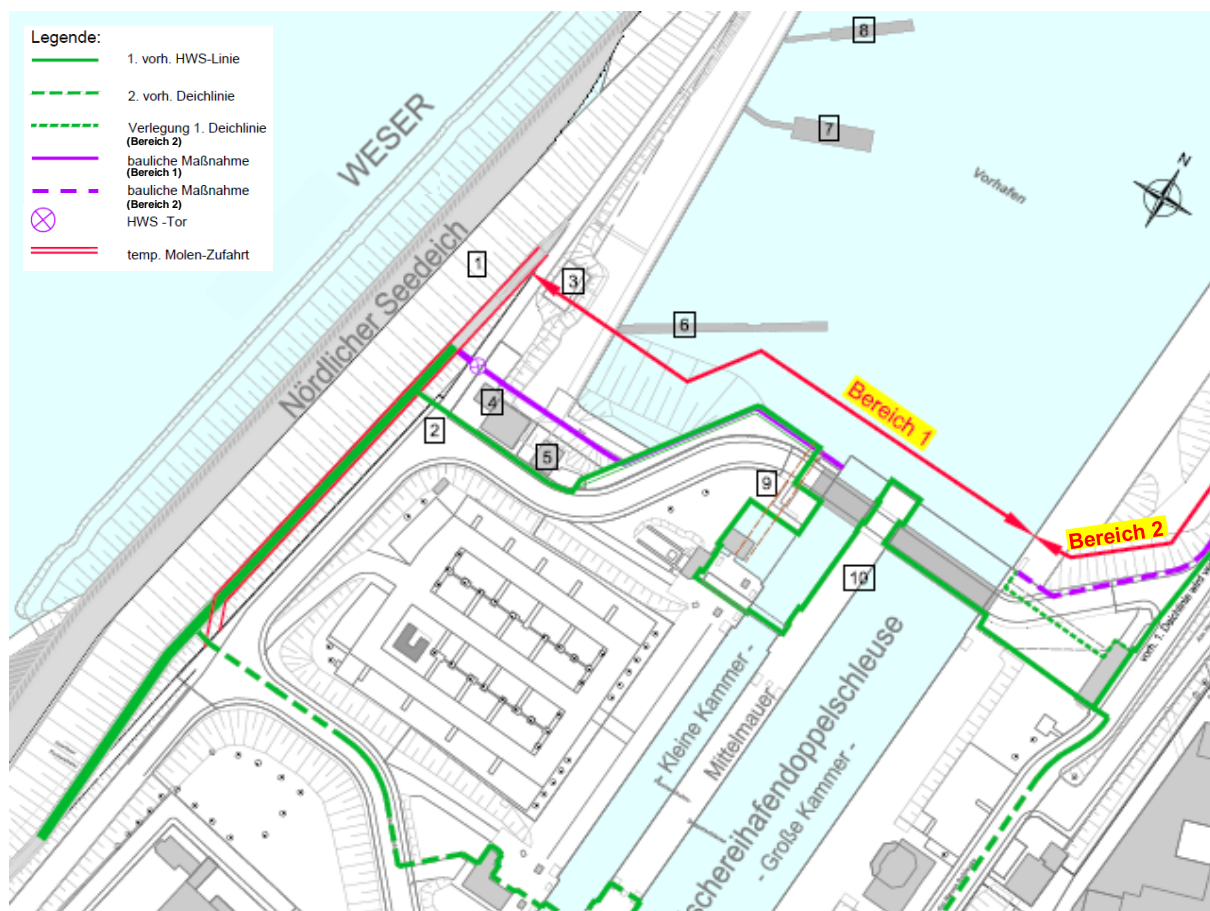 Legende:
1. vorh. HWS-Linie
2. vorh. Deichlinie
Verlegung 1. Deichlinie
(Bereich 2)
bauliche Maßnahme
(Bereich 1)
bauliche Maßnahme
(Bereich 2)
HWS -Tor
temp. Molen-Zufahrt
WESER
Nördlicher Seedeich
8
7
Vorhafen
N
1
3
6
4
2
5
Bereich 1
9
10
Bereich 2
vorh. 1. Deichlinie wird
- Kleine Kammer -
Mittelmauer
schereihafendoppelschleuse
- Große Kammer -